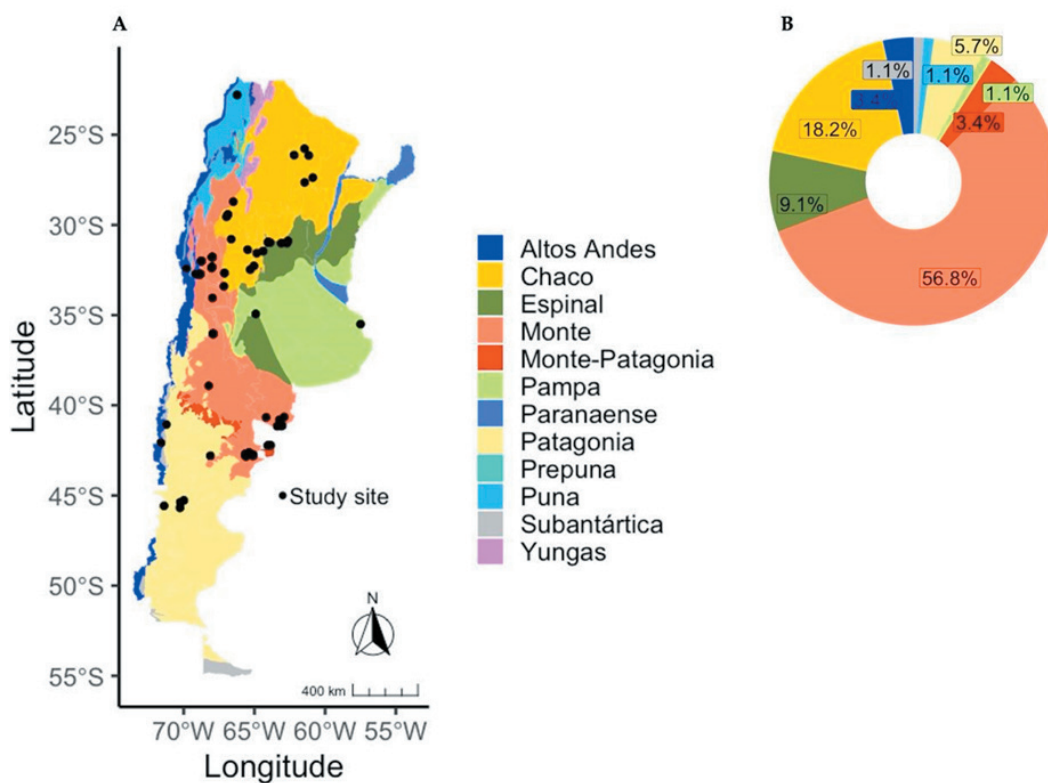 A
B
25°S
30°S
35°S
40°S
45°S
50°S
55°S
Latitude
70°W 65°W 60°W 55°W
Longitude
Study site
N
400 km
Altos Andes
Chaco
Espinal
Monte
Monte-Patagonia
Pampa
Paranaense
Patagonia
Prepuna
Puna
Subantártica
Yungas
5.7%
1.1%
1.1%
1.1%
3.4
3.4%
18.2%
9.1%
56.8%